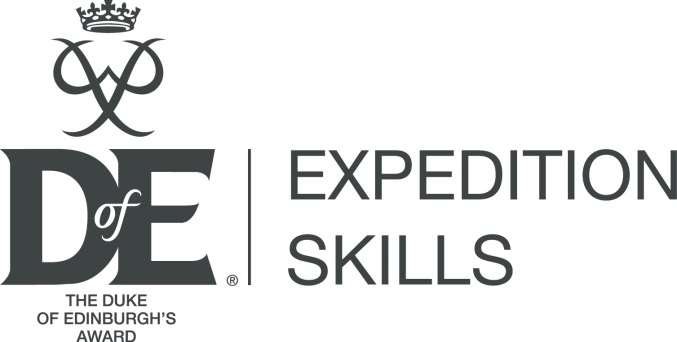 DofE®
THE DUKE
OF EDINBURGH'S
AWARD
EXPEDITION
SKILLS